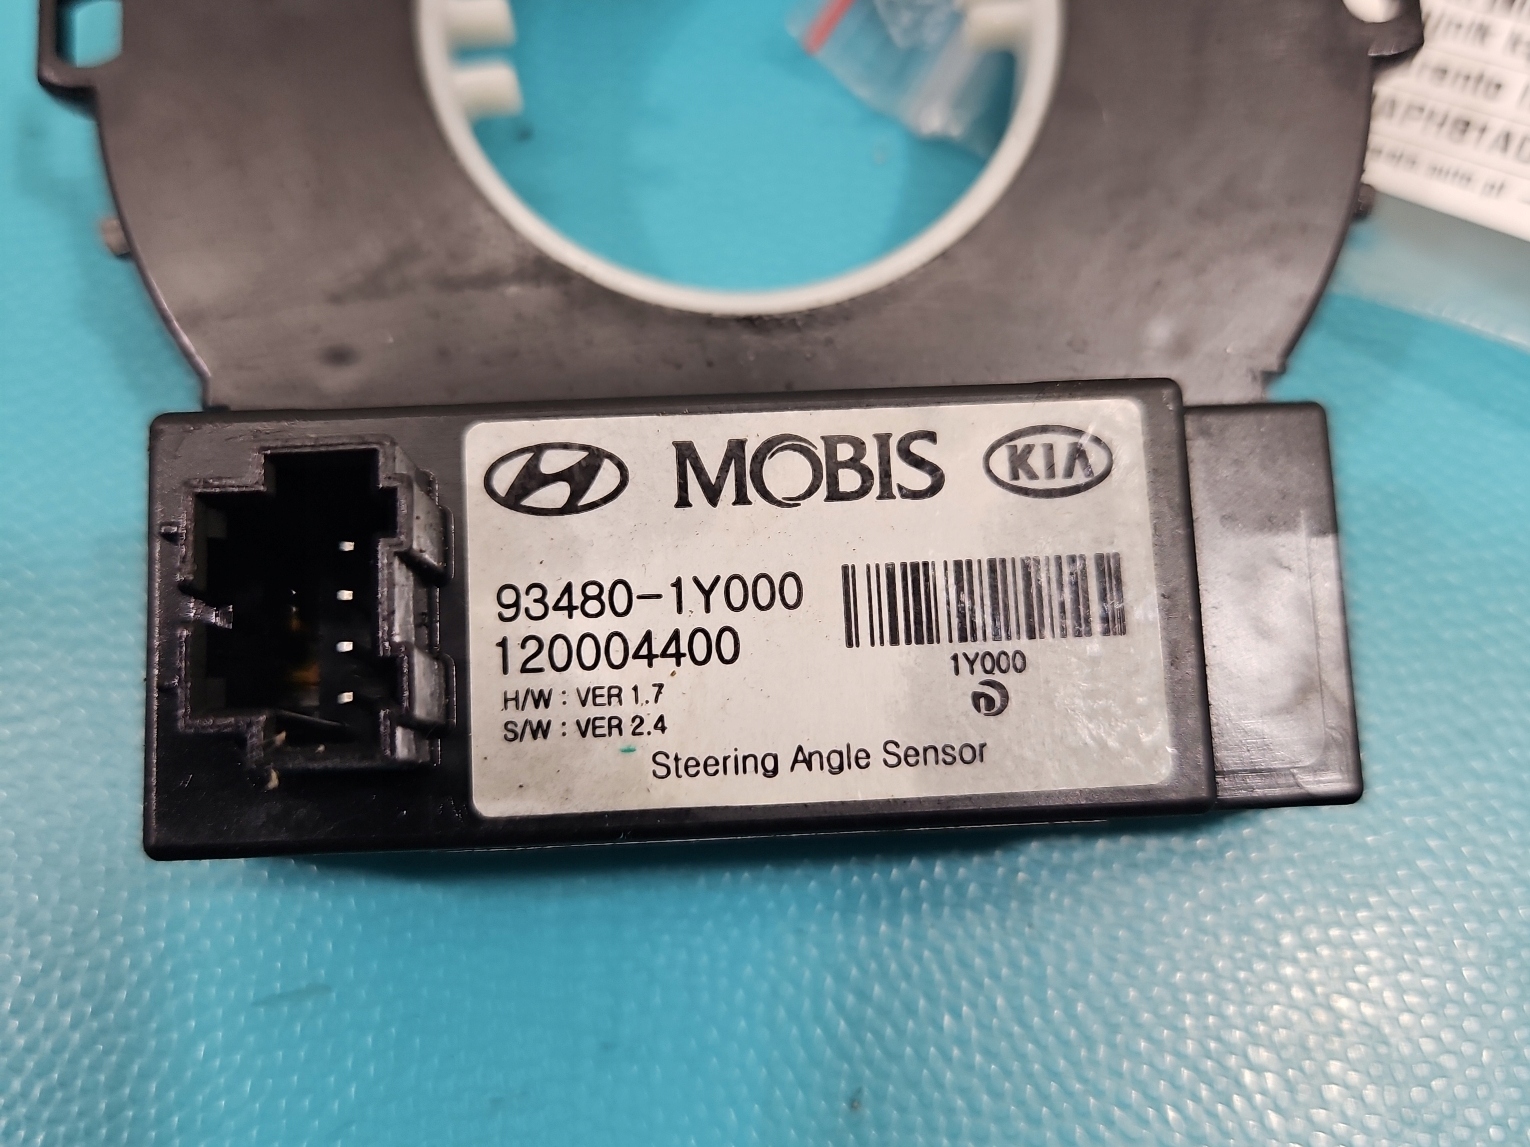 MOBIS KIA
93480-1Y000
120004400
1Y000
H/W : VER 1.7
S/W : VER 2.4
Steering Angle Sensor